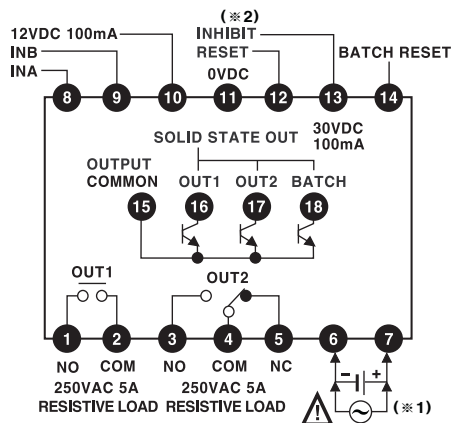 (※2)
12VDC 100mA
INHIBIT
INB
RESET
BATCH RESET
INA
0VDC
8 9 10 11 12 13 14
SOLID STATE OUT
30VDC
100mA
OUTPUT
COMMON
OUT1 OUT2 BATCH
15 16 17 18
OUT1
OUT2
1 2 3 4 5 6 7
NO COM NO COM NC
- +
250VAC 5A 250VAC 5A
(※1)
RESISTIVE LOAD RESISTIVE LOAD
!